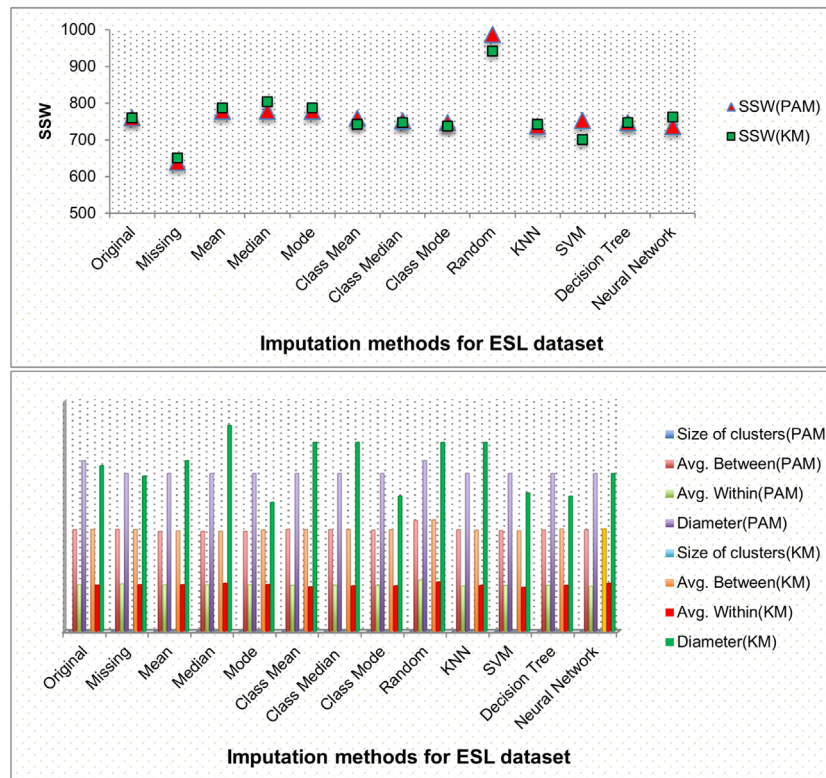 1000
900
800
700
600
500
SSW
SSW(PAM)
SSW(KM)
Original
Missing
Mean
Median
Mode
Class Mean
Class Median
Class Mode
Random
KNN
SVM
Decision Tree
Neural Network
Imputation methods for ESL dataset
Size of clusters(PAM
Avg. Between(PAM)
Avg. Within(PAM)
Diameter(PAM)
Size of clusters(KM)
Avg. Between(KM)
Avg. Within(KM)
Diameter(KM)
Original
Missing
Mean
Median
Mode
Class Mean
Class Median
Class Mode
Random
KNN
SVM
Decision Tree
Neural Network
Imputation methods for ESL dataset